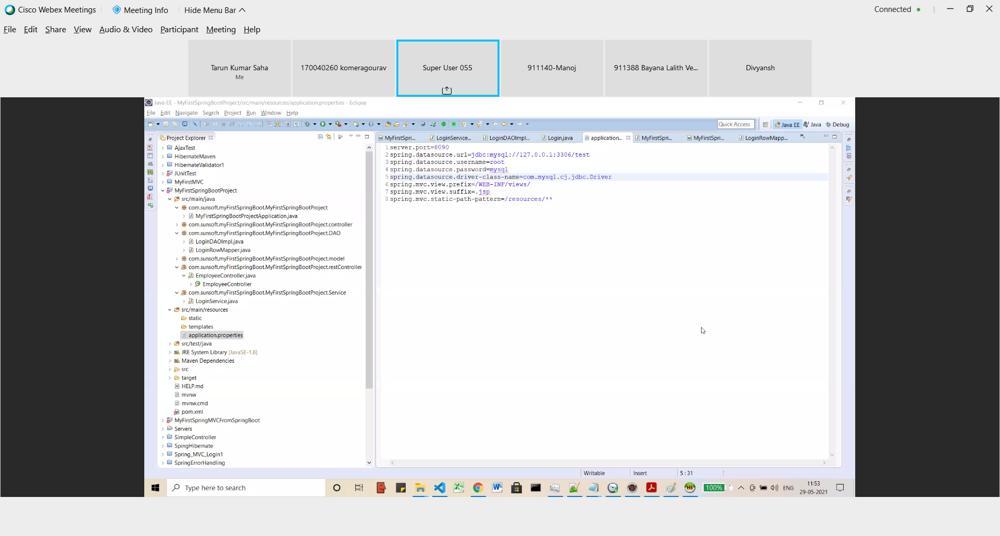 Cisco Webex Meetings Meeting Info Hide Menu Bar Connected
File Edit Share View Audio & Video Participant Meeting Help
Tarun Kumar Saha
Me
170040260 komeragourav
Super User 055
911140-Manoj
911388 Bayana Lalith Ve...
Divyansh
Java EE - MyFirstSpringBootProject/src/main/resources/application.properties - Eclipse
File Edit Navigate Search Project Run Window Help
Quick Access Java EE Java Debug
Project Explorer
AjaxTest
HibernateMaven
HibernateValidator1
JUnitTest
MyFirstMVC
MyFirstSpringBootProject
src/main/java
com.sunsoft.myFirstSpringBoot.MyFirstSpringBootProject
MyFirstSpringBootProjectApplication.java
com.sunsoft.myFirstSpringBoot.MyFirstSpringBootProject.controller
com.sunsoft.myFirstSpringBoot.MyFirstSpringBootProject.DAO
LoginDAOImpl.java
LoginRowMapper.java
com.sunsoft.myFirstSpringBoot.MyFirstSpringBootProject.model
com.sunsoft.myFirstSpringBoot.MyFirstSpringBootProject.restController
EmployeeController.java
EmployeeController
com.sunsoft.myFirstSpringBoot.MyFirstSpringBootProject.Service
LoginService.java
src/main/resources
static
templates
application.properties
src/test/java
JRE System Library [JavaSE-1.8]
Maven Dependencies
src
target
HELP.md
mvnw
mvnw.cmd
pom.xml
MyFirstSpringMVCFromSpringBoot
Servers
SimpleController
SpingHibernate
Spring_MVC_Login1
SpringErrorHandling
MyFirstSpri... LoginService... LoginDAOImpl... Login.java application... MyFirstSpri... MyFirstSpri... LoginRowMapp... »1
1 server.port=8090
2 spring.datasource.url=jdbc:mysql://127.0.0.1:3306/test
3 spring.datasource.username=root
4 spring.datasource.password=mysql
5 spring.datasource.driver-class-name=com.mysql.cj.jdbc.Driver
6 spring.mvc.view.prefix=/WEB-INF/views/
7 spring.mvc.view.suffix=.jsp
8 spring.mvc.static-path-pattern=/resources/**
Writable Insert 5 : 31
Type here to search 100% ENG 11:53
29-05-2021